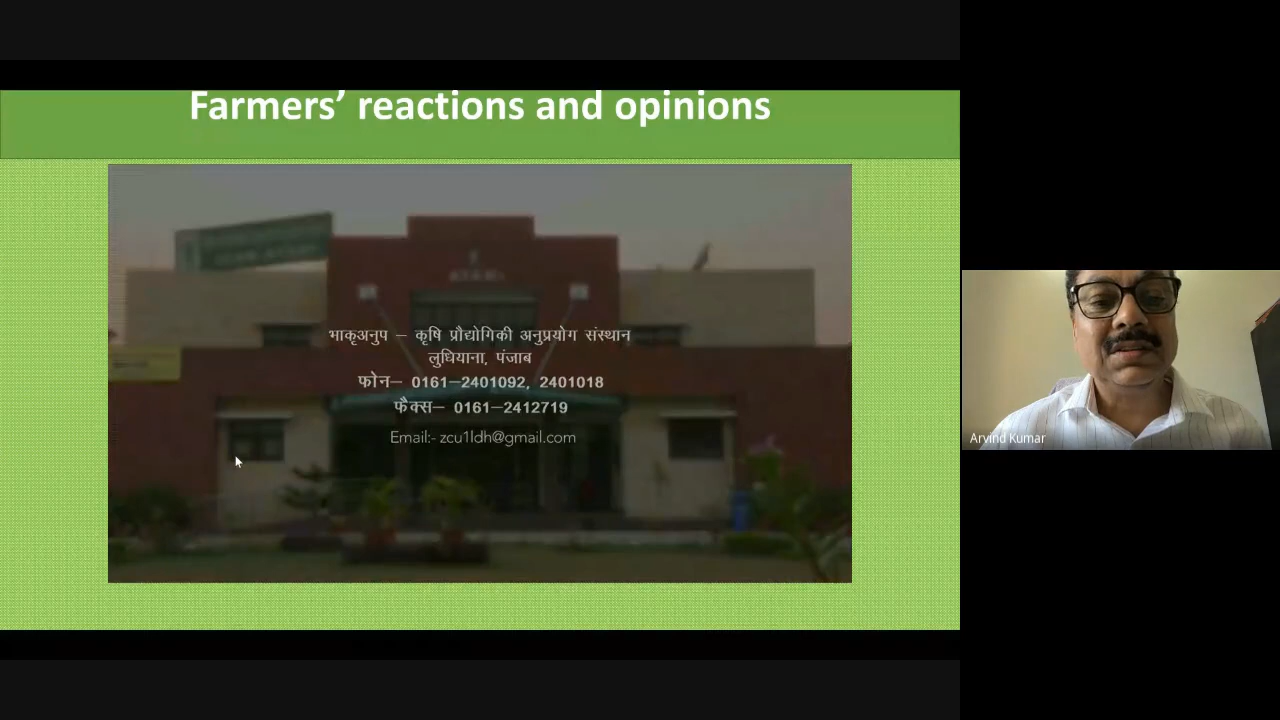 Farmers’ reactions and opinions
भाकृअनुप – कृषि प्रौद्योगिकी अनुप्रयोग संस्थान
लुधियाना, पंजाब
फोन– 0161–2401092, 2401018
फैक्स– 0161–2412719
Email:- zcu1ldh@gmail.com
Arvind Kumar